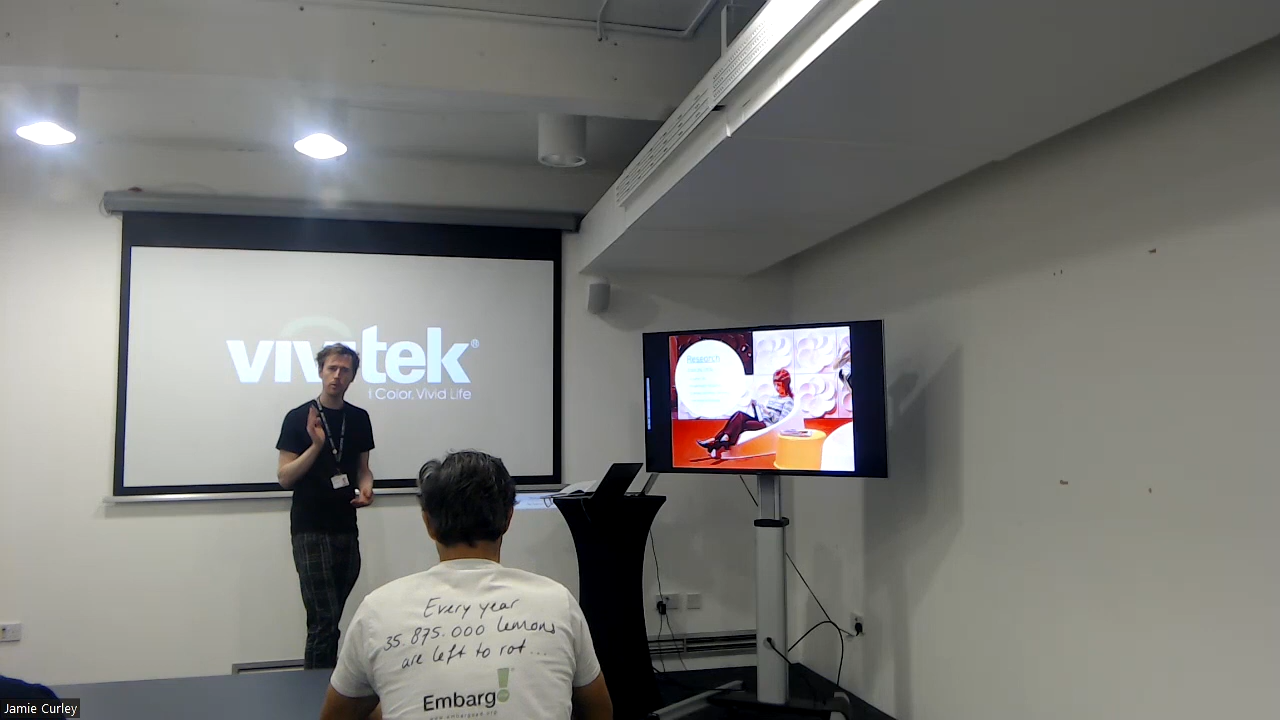 vivitek®
t Color, Vivid Life
Research
Every year
35.875.000 lemons
are left to rot...
Embargo!
Jamie Curley